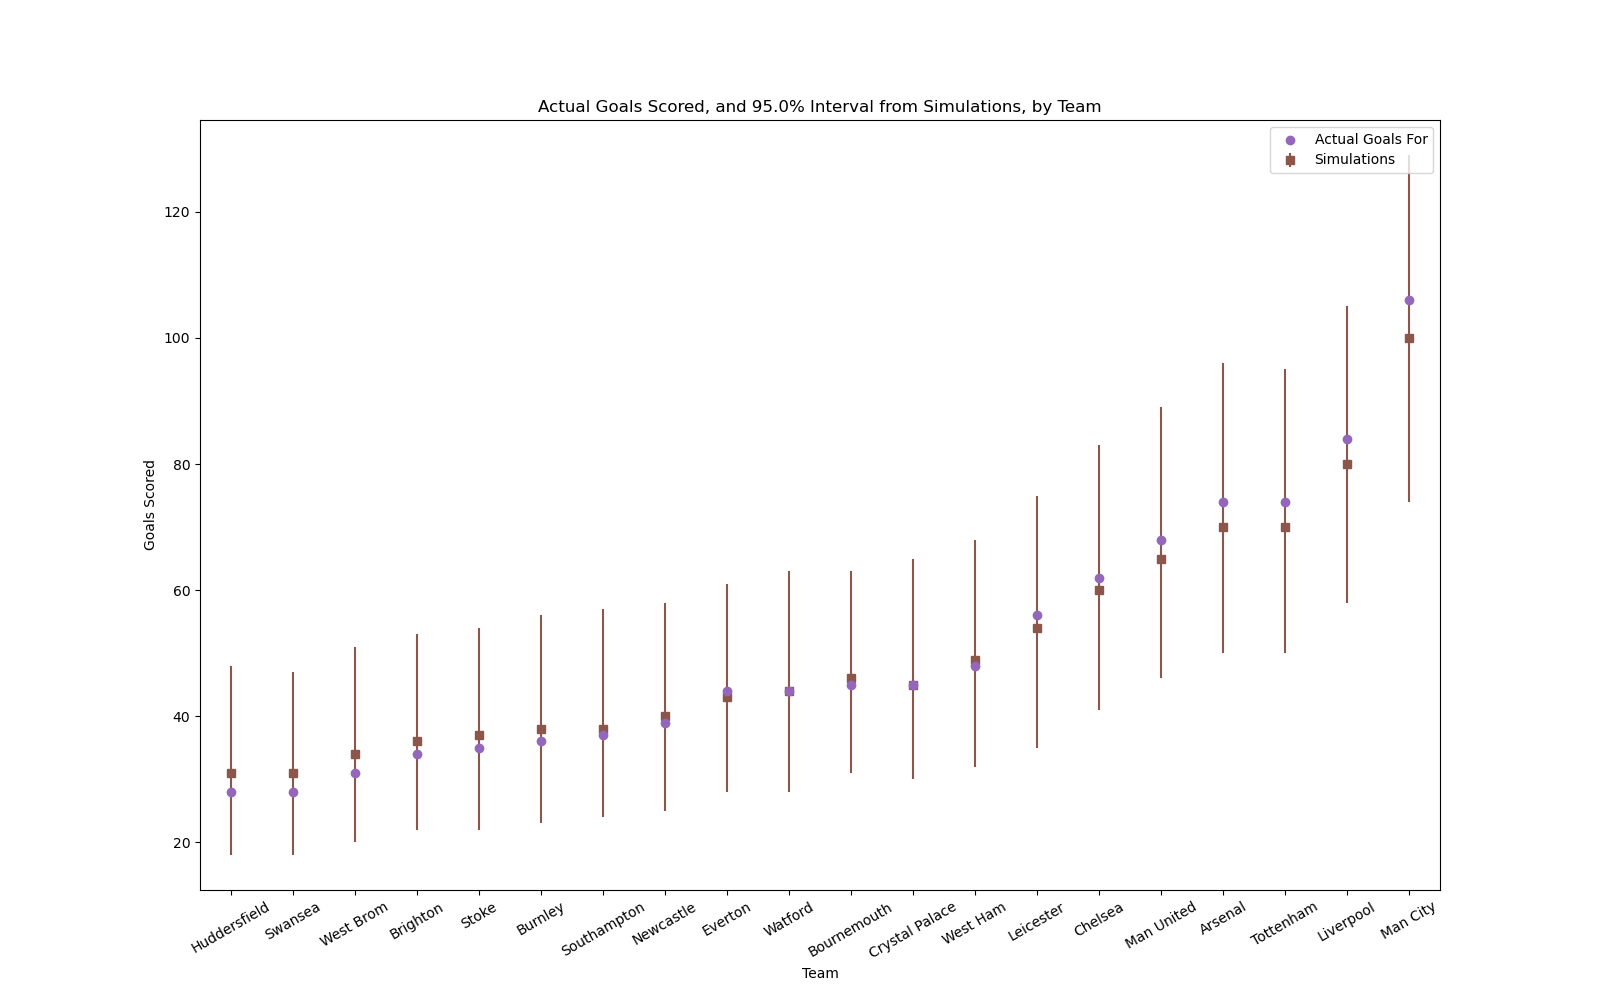 Actual Goals Scored, and 95.0% Interval from Simulations, by Team
Actual Goals For
Simulations
120
100
80
60
40
20
Goals Scored
Huddersfield
Swansea
West Brom
Brighton
Stoke
Burnley
Southampton
Newcastle
Everton
Watford
Bournemouth
Crystal Palace
West Ham
Leicester
Chelsea
Man United
Arsenal
Tottenham
Liverpool
Man City
Team